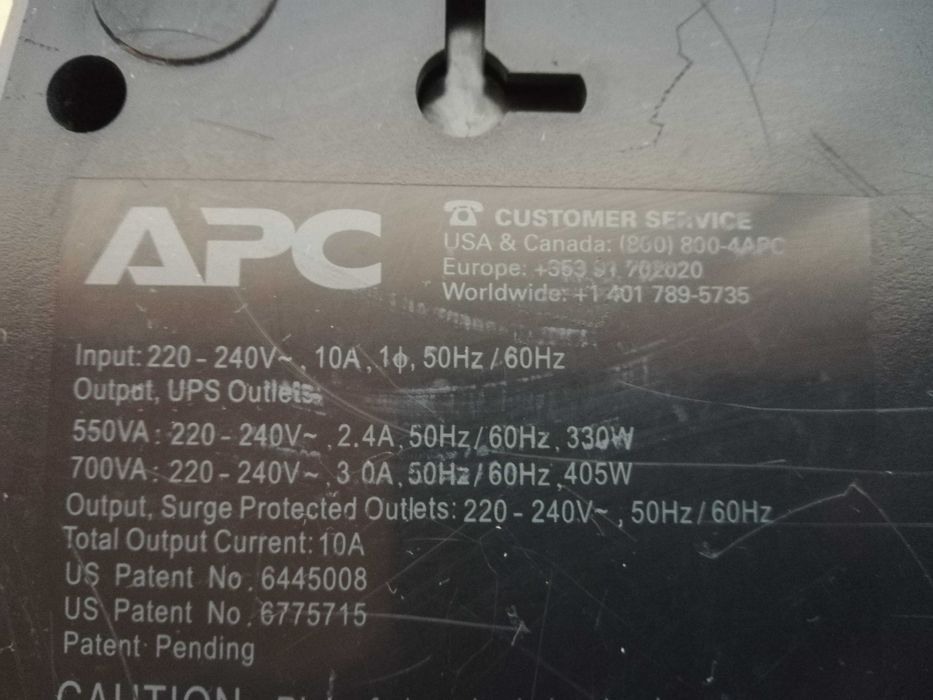 APC
CUSTOMER SERVICE
USA & Canada: (800) 800-4APC
Europe: +353 91 702020
Worldwide: +1 401 789-5735
Input: 220 - 240V~, 10A, 1ϕ, 50Hz / 60Hz
Output, UPS Outlets:
550VA: 220 - 240V~, 2.4A, 50Hz / 60Hz, 330W
700VA: 220 - 240V~, 3.0A, 50Hz / 60Hz, 405W
Output, Surge Protected Outlets: 220 - 240V~, 50Hz / 60Hz
Total Output Current: 10A
US Patent No. 6445008
US Patent No. 6775715
Patent Pending
CAUTION